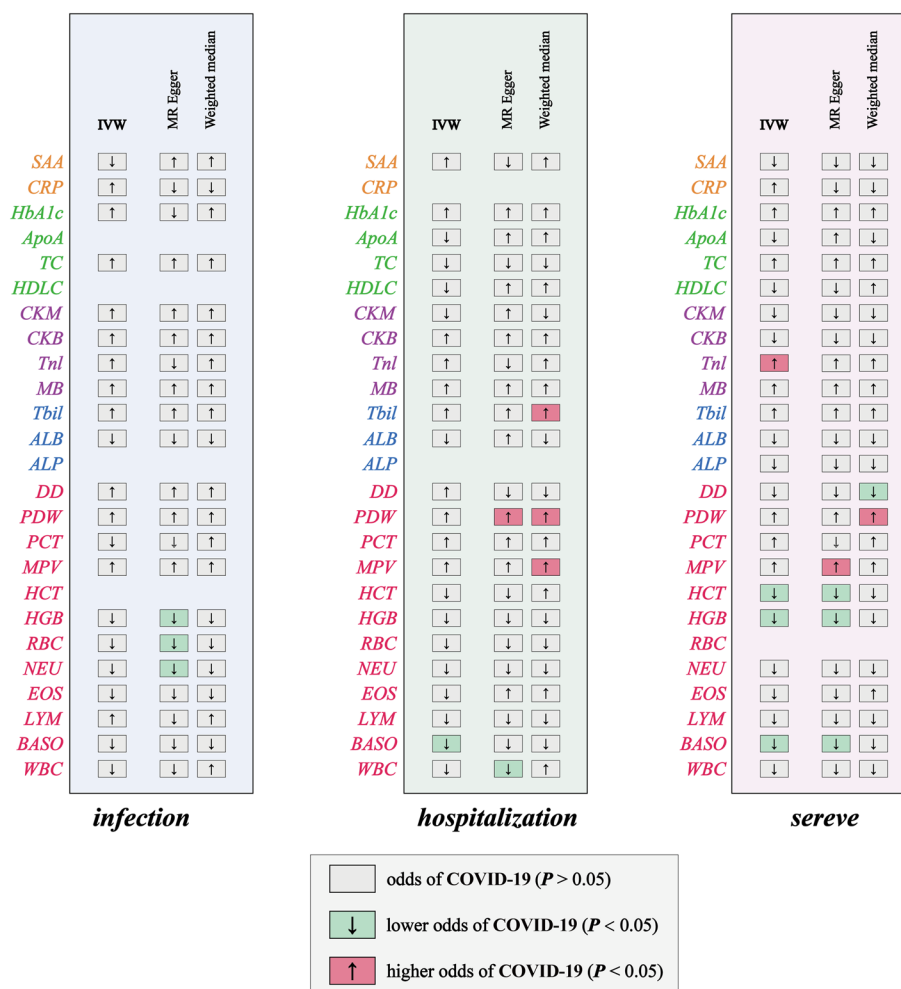 IVW MR Egger Weighted median
SAA ↓ ↑ ↑
CRP ↑ ↓ ↓
HbA1c ↑ ↓ ↑
ApoA
TC ↑ ↑ ↑
HDLC
CKM ↑ ↑ ↑
CKB ↑ ↑ ↑
Tnl ↑ ↓ ↑
MB ↑ ↑ ↑
Tbil ↑ ↑ ↑
ALB ↓ ↓ ↓
ALP
DD ↑ ↑ ↑
PDW ↑ ↑ ↑
PCT ↓ ↓ ↑
MPV ↑ ↑ ↑
HCT
HGB ↓ ↓ ↓
RBC ↓ ↓ ↓
NEU ↓ ↓ ↓
EOS ↓ ↓ ↓
LYM ↑ ↓ ↑
BASO ↓ ↓ ↓
WBC ↓ ↓ ↑
infection
IVW MR Egger Weighted median
SAA ↑ ↓ ↑
CRP
HbA1c ↑ ↑ ↑
ApoA ↓ ↑ ↑
TC ↓ ↓ ↓
HDLC ↓ ↑ ↑
CKM ↓ ↑ ↓
CKB ↑ ↑ ↑
Tnl ↑ ↓ ↑
MB ↑ ↑ ↑
Tbil ↑ ↑ ↑
ALB ↓ ↑ ↓
ALP
DD ↑ ↓ ↓
PDW ↑ ↑ ↑
PCT ↑ ↑ ↑
MPV ↑ ↑ ↑
HCT ↓ ↓ ↑
HGB ↓ ↓ ↓
RBC ↓ ↓ ↓
NEU ↓ ↓ ↓
EOS ↓ ↑ ↑
LYM ↓ ↓ ↓
BASO ↓ ↓ ↓
WBC ↓ ↓ ↑
hospitalization
IVW MR Egger Weighted median
SAA ↓ ↓ ↓
CRP ↑ ↓ ↓
HbA1c ↑ ↑ ↑
ApoA ↓ ↑ ↓
TC ↑ ↑ ↑
HDLC ↓ ↓ ↑
CKM ↓ ↓ ↓
CKB ↓ ↓ ↓
Tnl ↑ ↑ ↑
MB ↑ ↑ ↑
Tbil ↑ ↑ ↑
ALB ↓ ↓ ↓
ALP ↓ ↓ ↓
DD ↓ ↓ ↓
PDW ↑ ↑ ↑
PCT ↑ ↓ ↑
MPV ↑ ↑ ↑
HCT ↓ ↓ ↓
HGB ↓ ↓ ↓
RBC
NEU ↓ ↓ ↓
EOS ↓ ↓ ↑
LYM ↓ ↓ ↓
BASO ↓ ↓ ↓
WBC ↓ ↓ ↓
sereve
odds of COVID-19 (P > 0.05)
↓ lower odds of COVID-19 (P < 0.05)
↑ higher odds of COVID-19 (P < 0.05)